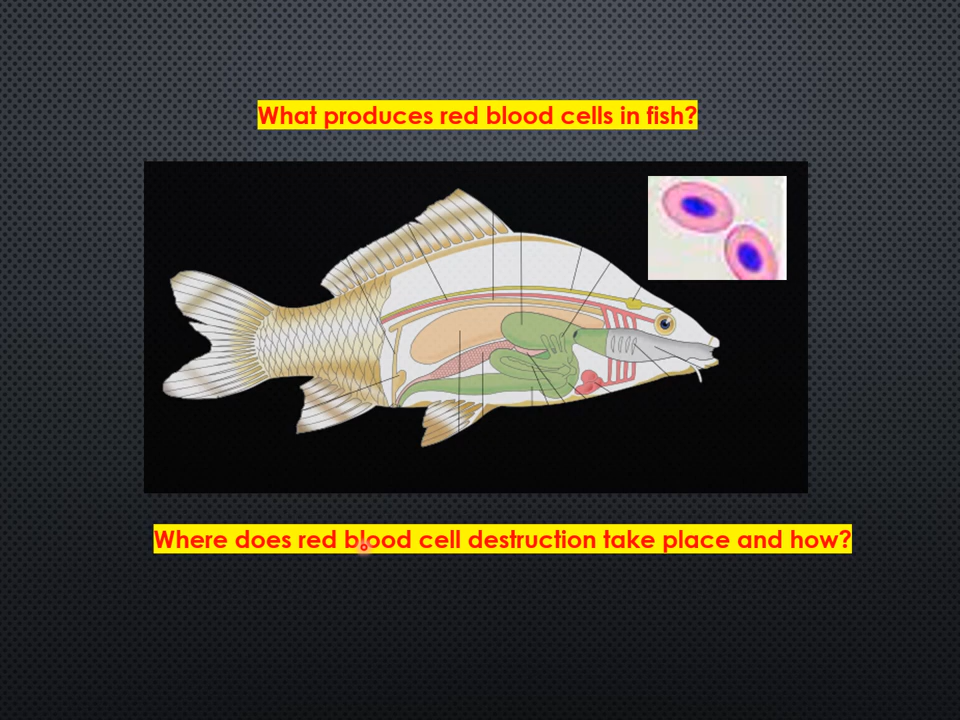 What produces red blood cells in fish?
Where does red blood cell destruction take place and how?